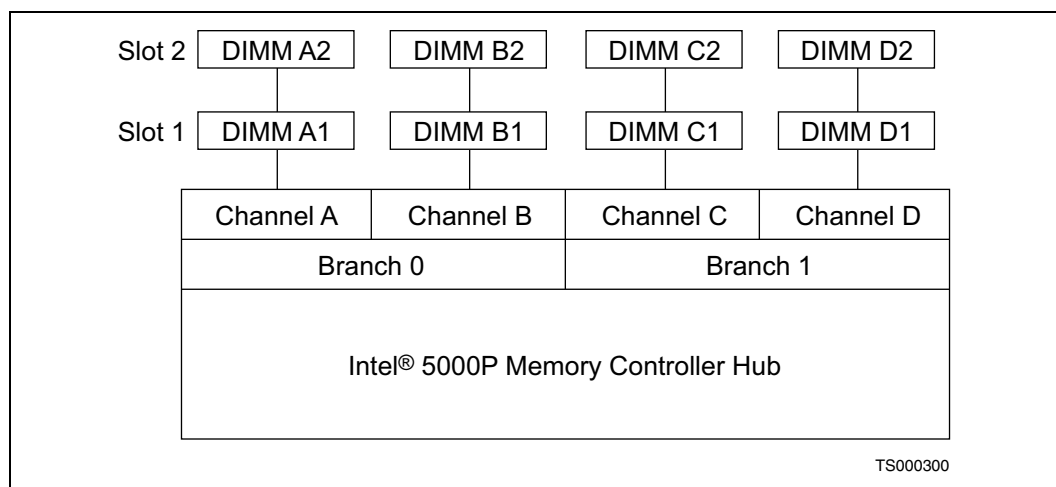 Slot 2 DIMM A2 DIMM B2 DIMM C2 DIMM D2
Slot 1 DIMM A1 DIMM B1 DIMM C1 DIMM D1
Channel A Channel B Channel C Channel D
Branch 0 Branch 1
Intel® 5000P Memory Controller Hub
TS000300